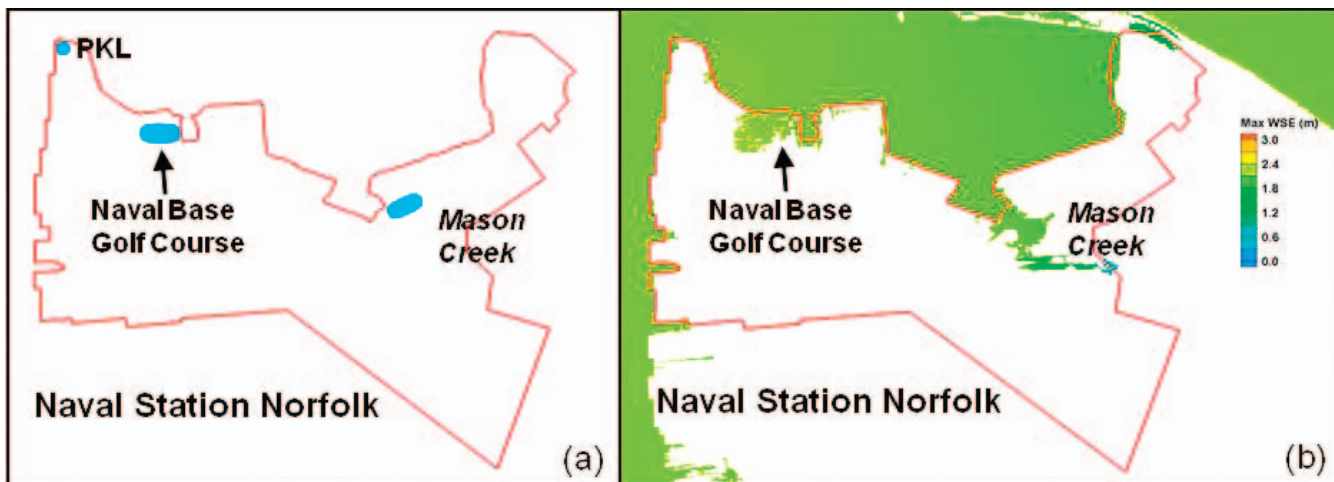 PKL
Naval Base
Golf Course
Mason
Creek
Naval Station Norfolk
(a)
Max WSE (m)
3.0
2.4
1.8
1.2
0.6
0.0
Naval Base
Golf Course
Mason
Creek
Naval Station Norfolk
(b)